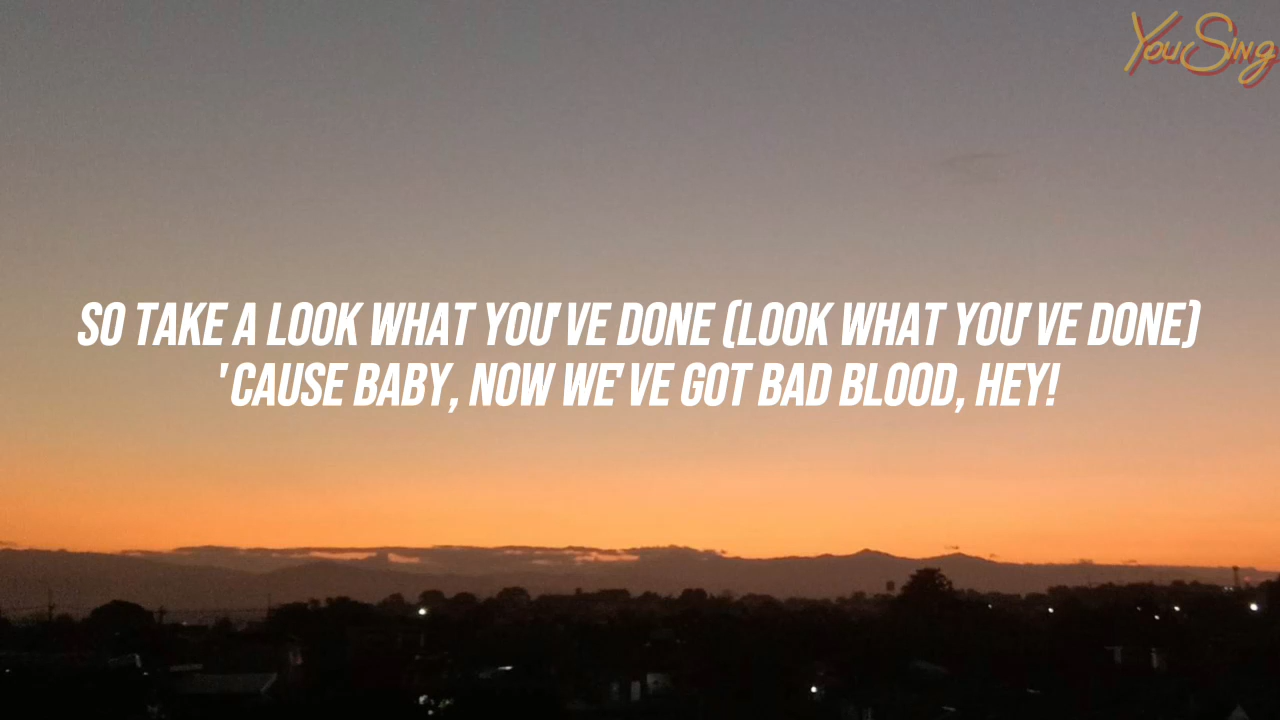 YouSing
SO TAKE A LOOK WHAT YOU'VE DONE (LOOK WHAT YOU'VE DONE)
'CAUSE BABY, NOW WE'VE GOT BAD BLOOD, HEY!